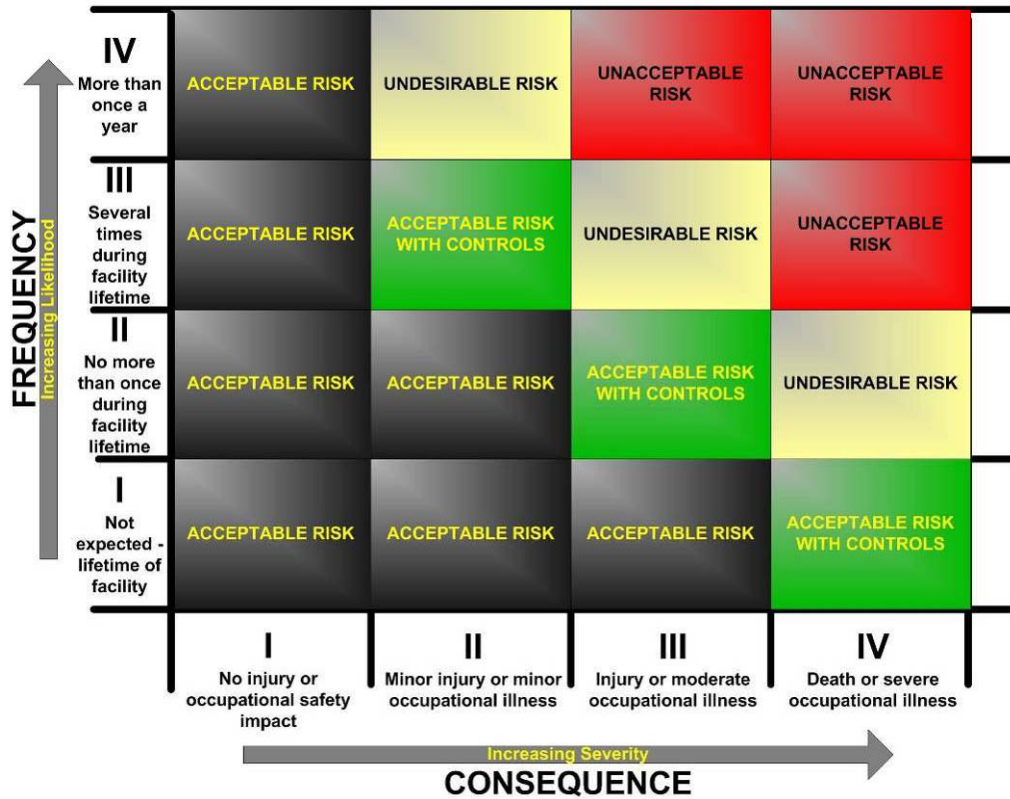 IV
More than
once a
year
ACCEPTABLE RISK
UNDESIRABLE RISK
UNACCEPTABLE
RISK
UNACCEPTABLE
RISK
III
Several
times
during
facility
lifetime
ACCEPTABLE RISK
ACCEPTABLE RISK
WITH CONTROLS
UNDESIRABLE RISK
UNACCEPTABLE
RISK
FREQUENCY
Increasing Likelihood
II
No more
than once
during
facility
lifetime
ACCEPTABLE RISK
ACCEPTABLE RISK
ACCEPTABLE RISK
WITH CONTROLS
UNDESIRABLE RISK
I
Not
expected -
lifetime of
facility
ACCEPTABLE RISK
ACCEPTABLE RISK
ACCEPTABLE RISK
ACCEPTABLE RISK
WITH CONTROLS
I
No injury or
occupational safety
impact
II
Minor injury or minor
occupational illness
III
Injury or moderate
occupational illness
IV
Death or severe
occupational illness
Increasing Severity
CONSEQUENCE